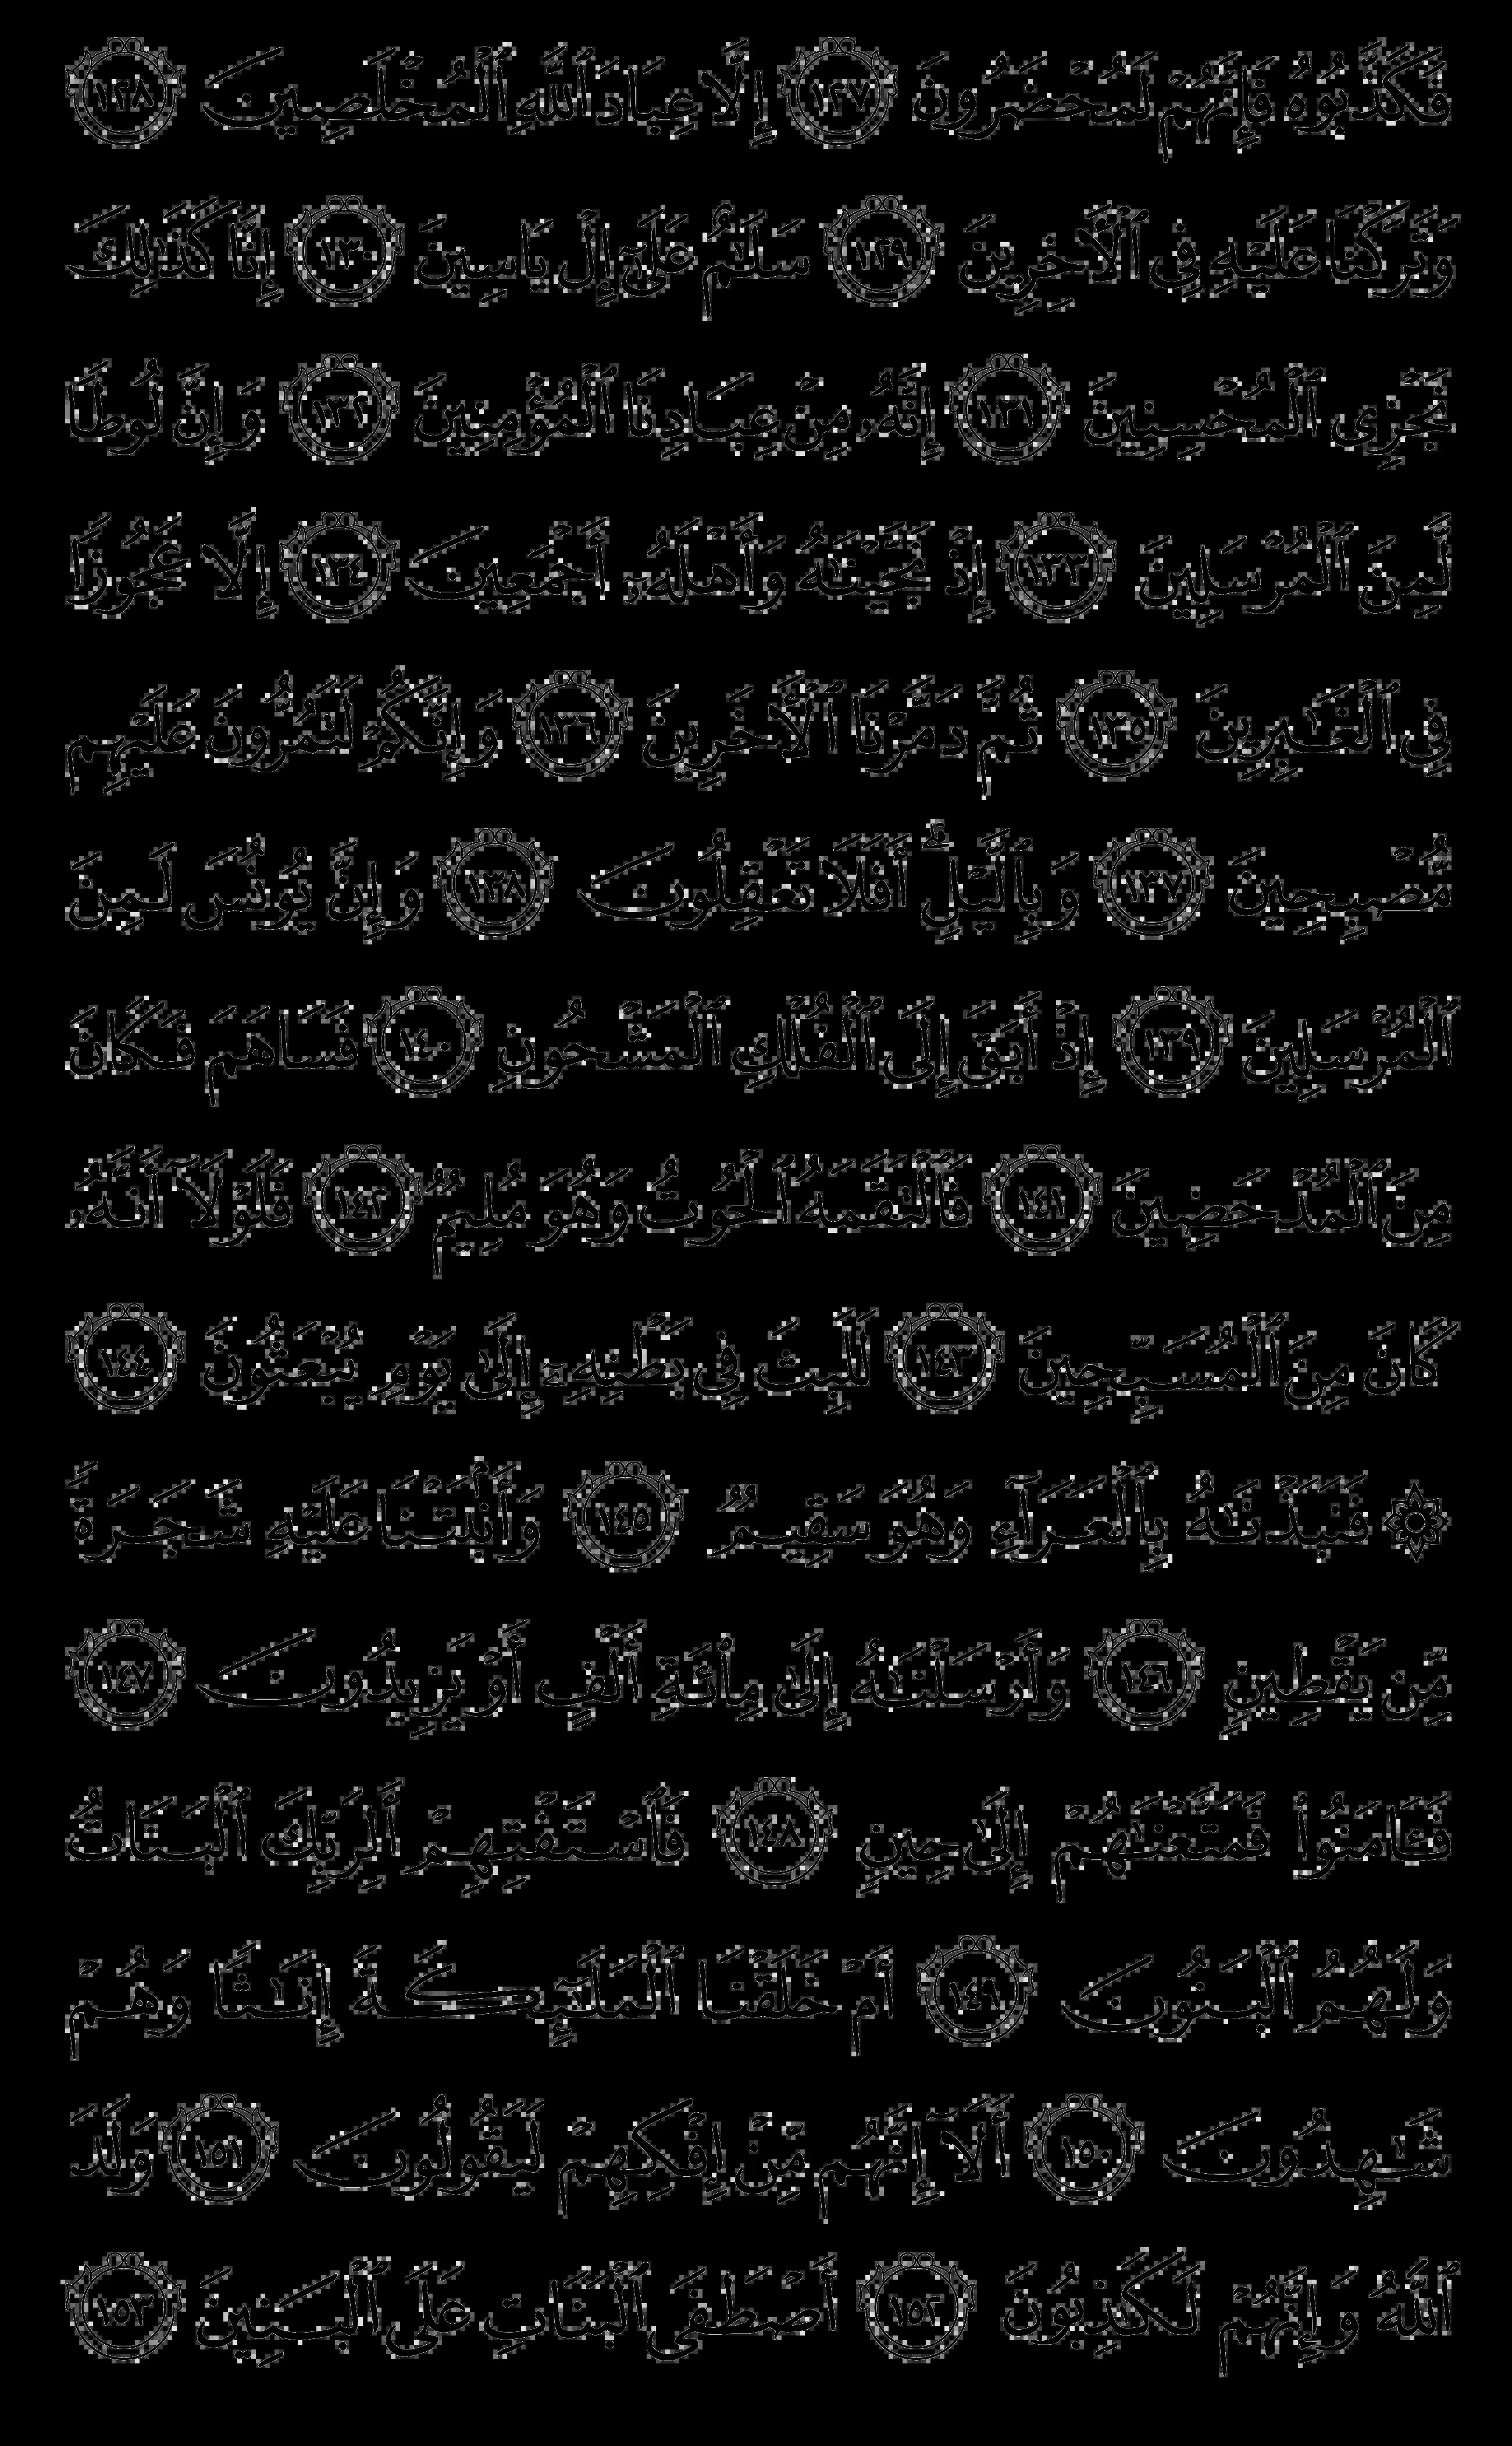 فَكَذَّبُوهُ فَإِنَّهُمْ لَمُحْضَرُونَ ١٢٧ إِلَّا عِبَادَ ٱللَّهِ ٱلْمُخْلَصِينَ ١٢٨
وَتَرَكْنَا عَلَيْهِ فِى ٱلْءَاخِرِينَ ١٢٩ سَلَٰمٌ عَلَىٰٓ إِلْ يَاسِينَ ١٣٠ إِنَّا كَذَٰلِكَ
نَجْزِى ٱلْمُحْسِنِينَ ١٣١ إِنَّهُۥ مِنْ عِبَادِنَا ٱلْمُؤْمِنِينَ ١٣٢ وَإِنَّ لُوطًا
لَّمِنَ ٱلْمُرْسَلِينَ ١٣٣ إِذْ نَجَّيْنَٰهُ وَأَهْلَهُۥٓ أَجْمَعِينَ ١٣٤ إِلَّا عَجُوزًا
فِى ٱلْغَٰبِرِينَ ١٣٥ ثُمَّ دَمَّرْنَا ٱلْءَاخَرِينَ ١٣٦ وَإِنَّكُمْ لَتَمُرُّونَ عَلَيْهِم
مُّصْبِحِينَ ١٣٧ وَبِٱلَّيْلِ ۗ أَفَلَا تَعْقِلُونَ ١٣٨ وَإِنَّ يُونُسَ لَمِنَ
ٱلْمُرْسَلِينَ ١٣٩ إِذْ أَبَقَ إِلَى ٱلْفُلْكِ ٱلْمَشْحُونِ ١٤٠ فَسَاهَمَ فَكَانَ
مِنَ ٱلْمُدْحَضِينَ ١٤١ فَٱلْتَقَمَهُ ٱلْحُوتُ وَهُوَ مُلِيمٌ ١٤٢ فَلَوْلَآ أَنَّهُۥ
كَانَ مِنَ ٱلْمُسَبِّحِينَ ١٤٣ لَلَبِثَ فِى بَطْنِهِۦٓ إِلَىٰ يَوْمِ يُبْعَثُونَ ١٤٤
۞ فَنَبَذْنَٰهُ بِٱلْعَرَآءِ وَهُوَ سَقِيمٌ ١٤٥ وَأَنۢبَتْنَا عَلَيْهِ شَجَرَةً
مِّن يَقْطِينٍ ١٤٦ وَأَرْسَلْنَٰهُ إِلَىٰ مِا۟ئَةِ أَلْفٍ أَوْ يَزِيدُونَ ١٤٧
فَـَٔامَنُوا۟ فَمَتَّعْنَٰهُمْ إِلَىٰ حِينٍ ١٤٨ فَٱسْتَفْتِهِمْ أَلِرَبِّكَ ٱلْبَنَاتُ
وَلَهُمُ ٱلْبَنُونَ ١٤٩ أَمْ خَلَقْنَا ٱلْمَلَٰٓئِكَةَ إِنَٰثًا وَهُمْ
شَٰهِدُونَ ١٥٠ أَلَآ إِنَّهُم مِّنْ إِفْكِهِمْ لَيَقُولُونَ ١٥١ وَلَدَ
ٱللَّهُ وَإِنَّهُمْ لَكَٰذِبُونَ ١٥٢ أَصْطَفَى ٱلْبَنَاتِ عَلَى ٱلْبَنِينَ ١٥٣